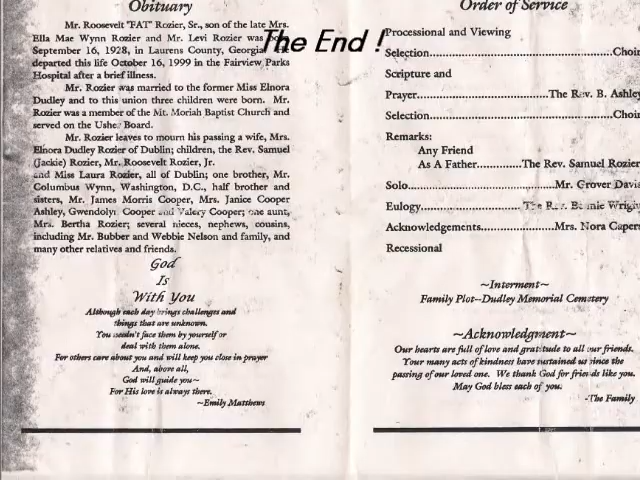 Obituary
Mr. Roosevelt "FAT" Rozier, Sr., son of the late Mrs.
Ella Mae Wynn Rozier and Mr. Levi Rozier was
September 16, 1928, in Laurens County, Georgia
departed this life October 16, 1999 in the Fairview Parks
Hospital after a brief illness.
Mr. Rozier was married to the former Miss Elnora
Dudley and to this union three children were born. Mr.
Rozier was a member of the Mt. Moriah Baptist Church and
served on the Usher Board.
Mr. Rozier leaves to mourn his passing a wife, Mrs.
Elnora Dudley Rozier of Dublin; children, the Rev. Samuel
(Jackie) Rozier, Mr. Roosevelt Rozier, Jr.
and Miss Laura Rozier, all of Dublin; one brother, Mr.
Columbus Wynn, Washington, D.C., half brother and
sisters, Mr. James Morris Cooper, Mrs. Janice Cooper
Ashley, Gwendolyn Cooper and Valery Cooper; one aunt,
Mrs. Bertha Rozier; several nieces, nephews, cousins,
including Mr. Bubber and Webbie Nelson and family, and
many other relatives and friends.
God
Is
With You
Although each day brings challenges and
things that are unknown.
You needn't face them by yourself or
deal with them alone.
For others care about you and will keep you close in prayer
And, above all,
God will guide you~
For His love is always there.
~Emily Matthews
The End !
Order of Service
Processional and Viewing
Selection..............................Choir
Scripture and
Prayer..............................The Rev. B. Ashley
Selection..............................Choir
Remarks:
Any Friend
As A Father............The Rev. Samuel Rozier
Solo..............................Mr. Grover Davis
Eulogy..............................The Rev. Bennie Wright
Acknowledgements..................Mrs. Nora Capers
Recessional
~Interment~
Family Plot~Dudley Memorial Cemetery
~Acknowledgment~
Our hearts are full of love and gratitude to all our friends.
Your many acts of kindness have sustained us since the
passing of our loved one. We thank God for friends like you.
May God bless each of you.
-The Family